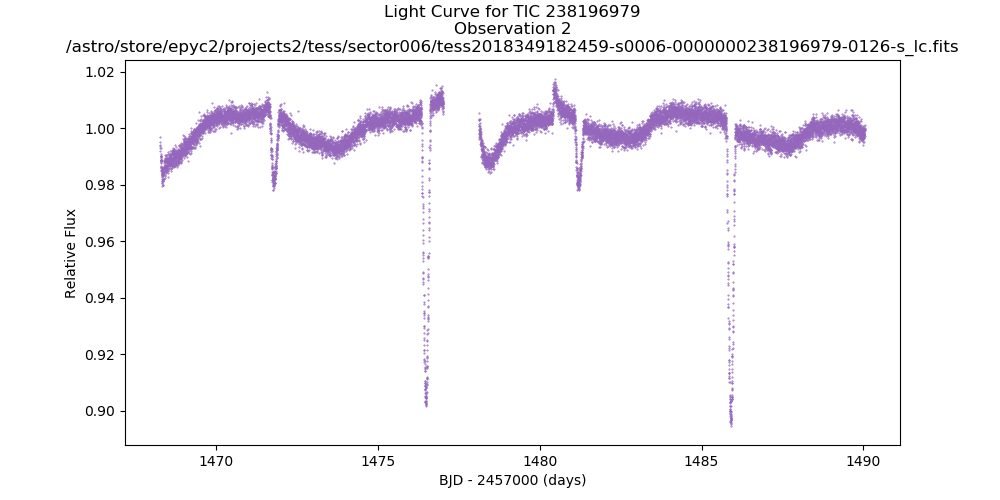 Light Curve for TIC 238196979
Observation 2
/astro/store/epyc2/projects2/tess/sector006/tess2018349182459-s0006-0000000238196979-0126-s_lc.fits
1.02
1.00
0.98
0.96
0.94
0.92
0.90
Relative Flux
1470
1475
1480
1485
1490
BJD - 2457000 (days)